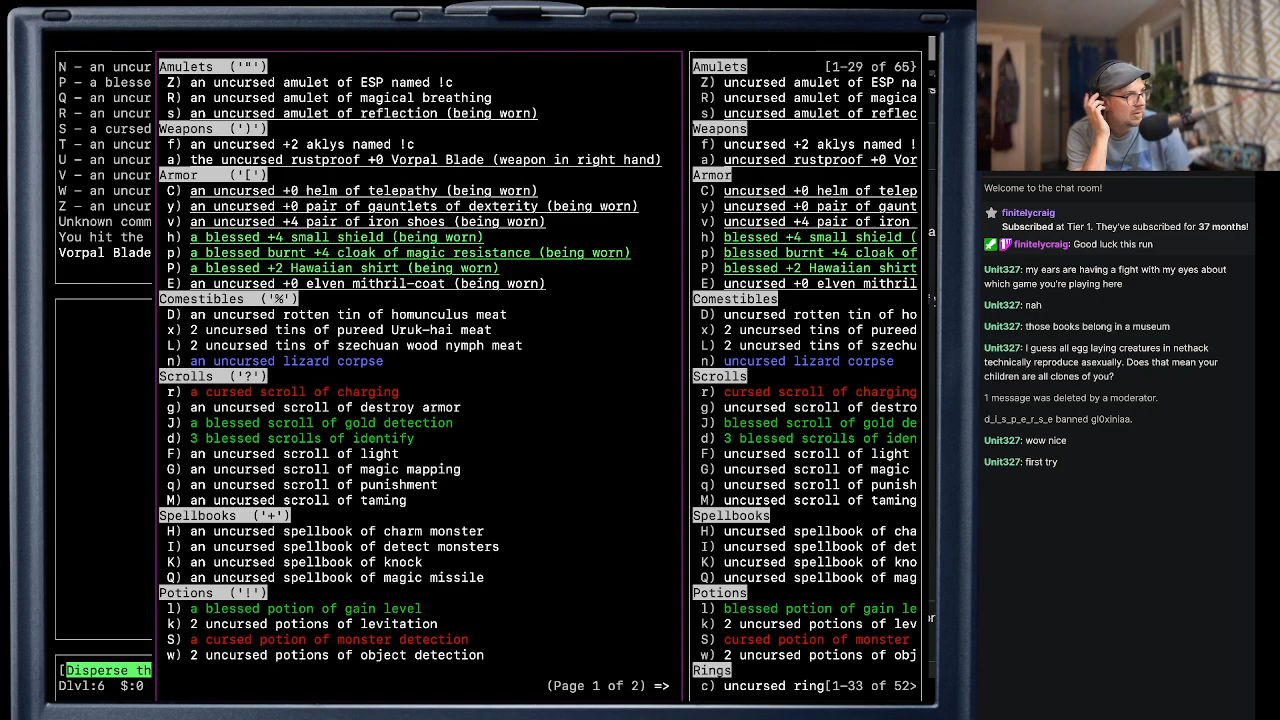 N - an uncur
P - a blesse
Q - an uncur
R - an uncur
S - a cursed
T - an uncur
U - an uncur
V - an uncur
W - an uncur
Z - an uncur
Unknown comm
You hit the
Vorpal Blade
[Disperse th
Dlvl:6 $:0
Amulets ('"')
Z) an uncursed amulet of ESP named !c
R) an uncursed amulet of magical breathing
s) an uncursed amulet of reflection (being worn)
Weapons (')')
f) an uncursed +2 aklys named !c
a) the uncursed rustproof +0 Vorpal Blade (weapon in right hand)
Armor ('[')
C) an uncursed +0 helm of telepathy (being worn)
y) an uncursed +0 pair of gauntlets of dexterity (being worn)
v) an uncursed +4 pair of iron shoes (being worn)
h) a blessed +4 small shield (being worn)
p) a blessed burnt +4 cloak of magic resistance (being worn)
P) a blessed +2 Hawaiian shirt (being worn)
E) an uncursed +0 elven mithril-coat (being worn)
Comestibles ('%')
D) an uncursed rotten tin of homunculus meat
x) 2 uncursed tins of pureed Uruk-hai meat
L) 2 uncursed tins of szechuan wood nymph meat
n) an uncursed lizard corpse
Scrolls ('?')
r) a cursed scroll of charging
g) an uncursed scroll of destroy armor
J) a blessed scroll of gold detection
d) 3 blessed scrolls of identify
F) an uncursed scroll of light
G) an uncursed scroll of magic mapping
q) an uncursed scroll of punishment
M) an uncursed scroll of taming
Spellbooks ('+')
H) an uncursed spellbook of charm monster
I) an uncursed spellbook of detect monsters
K) an uncursed spellbook of knock
Q) an uncursed spellbook of magic missile
Potions ('!')
l) a blessed potion of gain level
k) 2 uncursed potions of levitation
S) a cursed potion of monster detection
w) 2 uncursed potions of object detection
(Page 1 of 2) =>
Amulets [1-29 of 65}
Z) uncursed amulet of ESP na
R) uncursed amulet of magica
s) uncursed amulet of reflec
Weapons
f) uncursed +2 aklys named !
a) uncursed rustproof +0 Vor
Armor
C) uncursed +0 helm of telep
y) uncursed +0 pair of gaunt
v) uncursed +4 pair of iron
h) blessed +4 small shield (
p) blessed burnt +4 cloak of
P) blessed +2 Hawaiian shirt
E) uncursed +0 elven mithril
Comestibles
D) uncursed rotten tin of ho
x) 2 uncursed tins of pureed
L) 2 uncursed tins of szechu
n) uncursed lizard corpse
Scrolls
r) cursed scroll of charging
g) uncursed scroll of destro
J) blessed scroll of gold de
d) 3 blessed scrolls of iden
F) uncursed scroll of light
G) uncursed scroll of magic
q) uncursed scroll of punish
M) uncursed scroll of taming
Spellbooks
H) uncursed spellbook of cha
I) uncursed spellbook of det
K) uncursed spellbook of kno
Q) uncursed spellbook of mag
Potions
l) blessed potion of gain le
k) 2 uncursed potions of lev
S) cursed potion of monster
w) 2 uncursed potions of obj
Rings
c) uncursed ring[1-33 of 52>
Welcome to the chat room!
finitelycraig
Subscribed at Tier 1. They've subscribed for 37 months!
finitelycraig: Good luck this run
Unit327: my ears are having a fight with my eyes about
which game you're playing here
Unit327: nah
Unit327: those books belong in a museum
Unit327: I guess all egg laying creatures in nethack
technically reproduce asexually. Does that mean your
children are all clones of you?
1 message was deleted by a moderator.
Unit327: wow nice
Unit327: first try